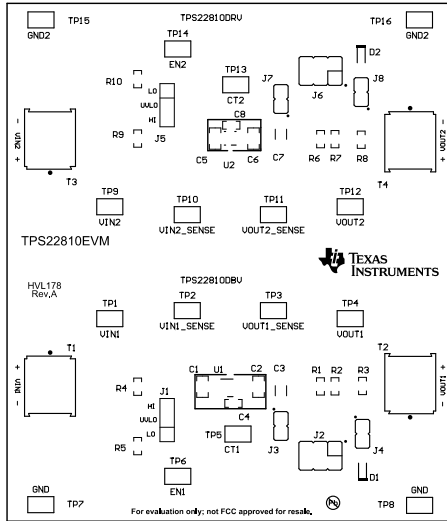 TP15
TPS22810DRV
TP16
GND2
GND2
TP14
EN2
D2
TP13
J7
R10
LO
J6
J8
UVLO
CT2
HI
C8
- VIN2 +
R9
J5
C5
C6
U2
C7
R6 R7
R8
- VOUT2 +
T3
T4
TP9
TP10
TP11
TP12
VIN2
VIN2_SENSE
VOUT2_SENSE
VOUT2
TPS22810EVM
TEXAS
INSTRUMENTS
TPS22810DBV
HVL178
Rev.A
TP1
TP2
TP3
TP4
VIN1
VIN1_SENSE
VOUT1_SENSE
VOUT1
T1
T2
C1
U1
C2
C3
R1 R2
R3
+ VIN1 -
R4
J1
+ VOUT1 -
HI
UVLO
C4
LO
TP5
R5
CT1
J3
J2
J4
TP6
EN1
D1
GND
GND
TP7
TP8
For evaluation only; not FCC approved for resale.
Pb